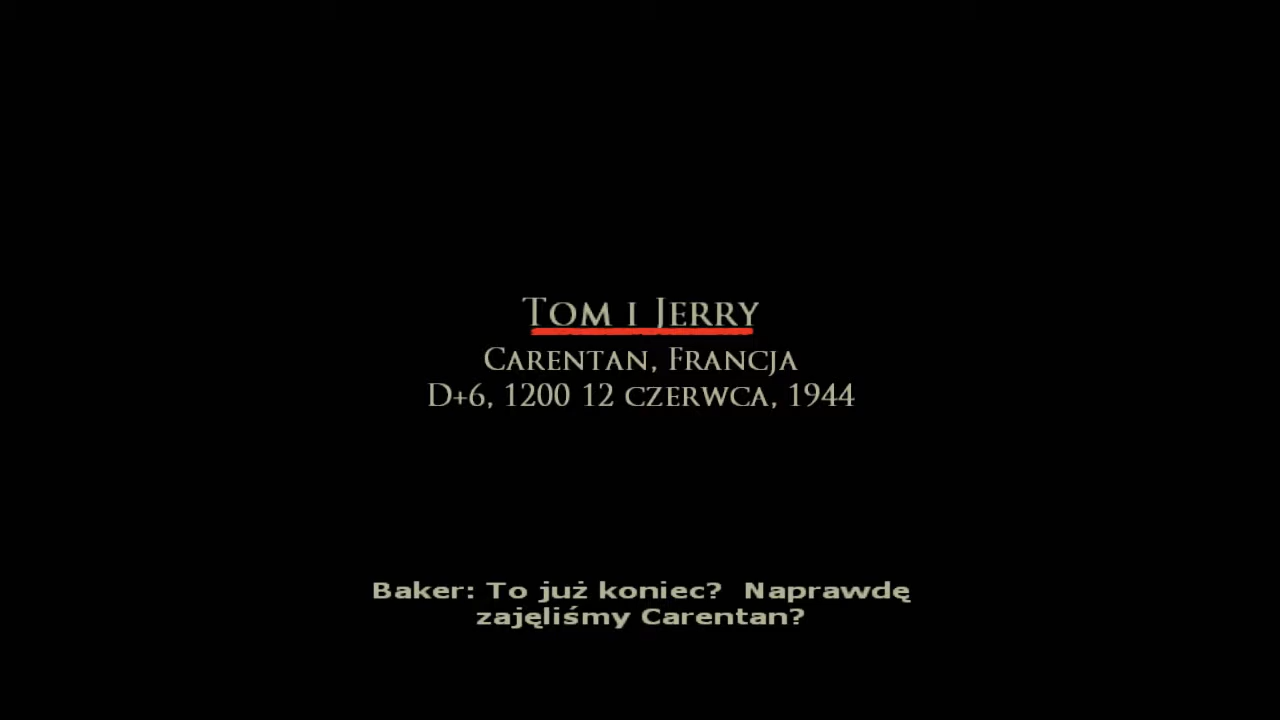 Tom i Jerry
Carentan, Francja
D+6, 1200 12 czerwca, 1944
Baker: To już koniec?  Naprawdę
zajęliśmy Carentan?